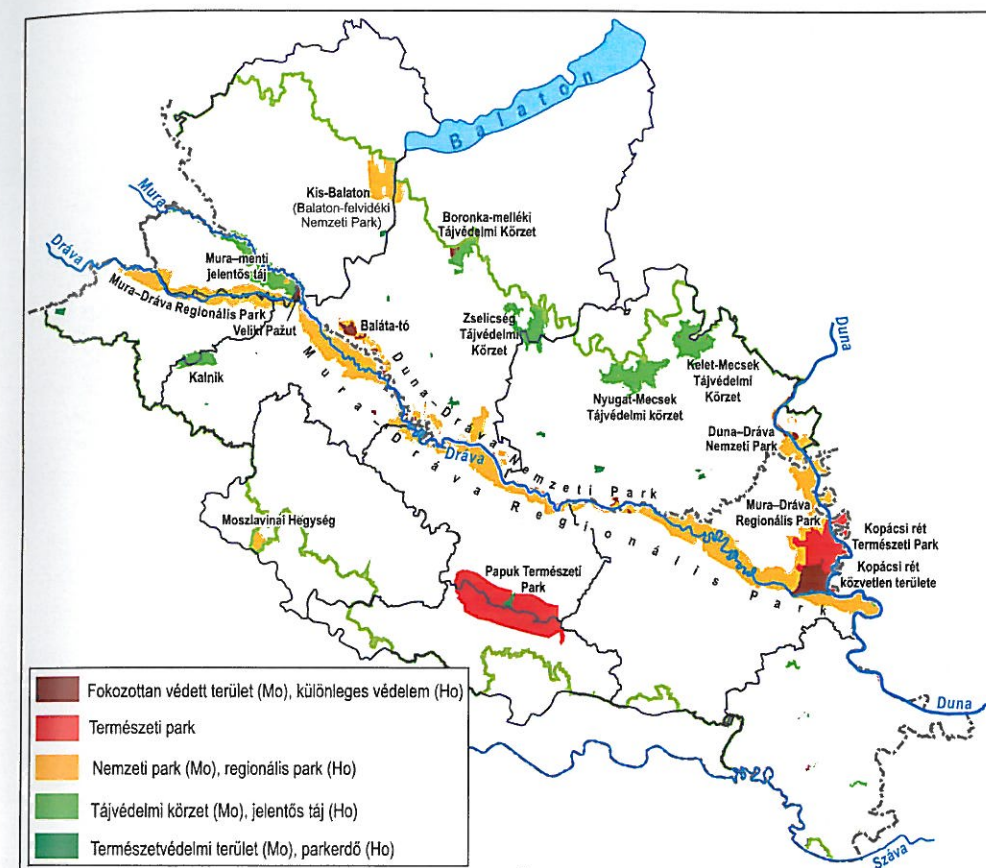 Balaton
Mura
Kis-Balaton
(Balaton-felvidéki
Nemzeti Park)
Boronka-melléki
Tájvédelmi Körzet
Mura
Dráva
Mura–menti
jelentős táj
Mura–Dráva Regionális Park
Veliki Pažut
Baláta-tó
Zselicség
Tájvédelmi
Körzet
Duna
Kelet-Mecsek
Tájvédelmi
Körzet
Kalnik
Nyugat-Mecsek
Tájvédelmi körzet
Duna–Dráva
Nemzeti Park
Duna–Dráva Nemzeti Park
Dráva
Mura–Dráva Regionális Park
Mura–Dráva
Regionális Park
Kopácsi rét
Természeti Park
Moszlavinai Hegység
Kopácsi rét
közvetlen területe
Papuk Természeti
Park
Duna
Száva
Fokozottan védett terület (Mo), különleges védelem (Ho)
Természeti park
Nemzeti park (Mo), regionális park (Ho)
Tájvédelmi körzet (Mo), jelentős táj (Ho)
Természetvédelmi terület (Mo), parkerdő (Ho)